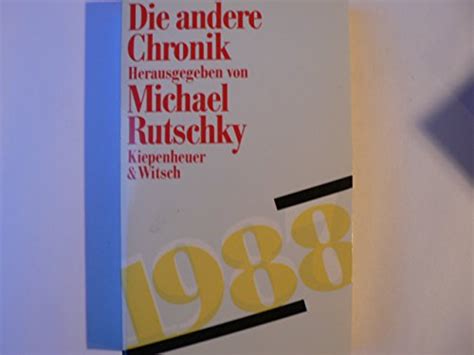 Die andere
Chronik
Herausgegeben von
Michael
Rutschky
Kiepenheuer
& Witsch
1988